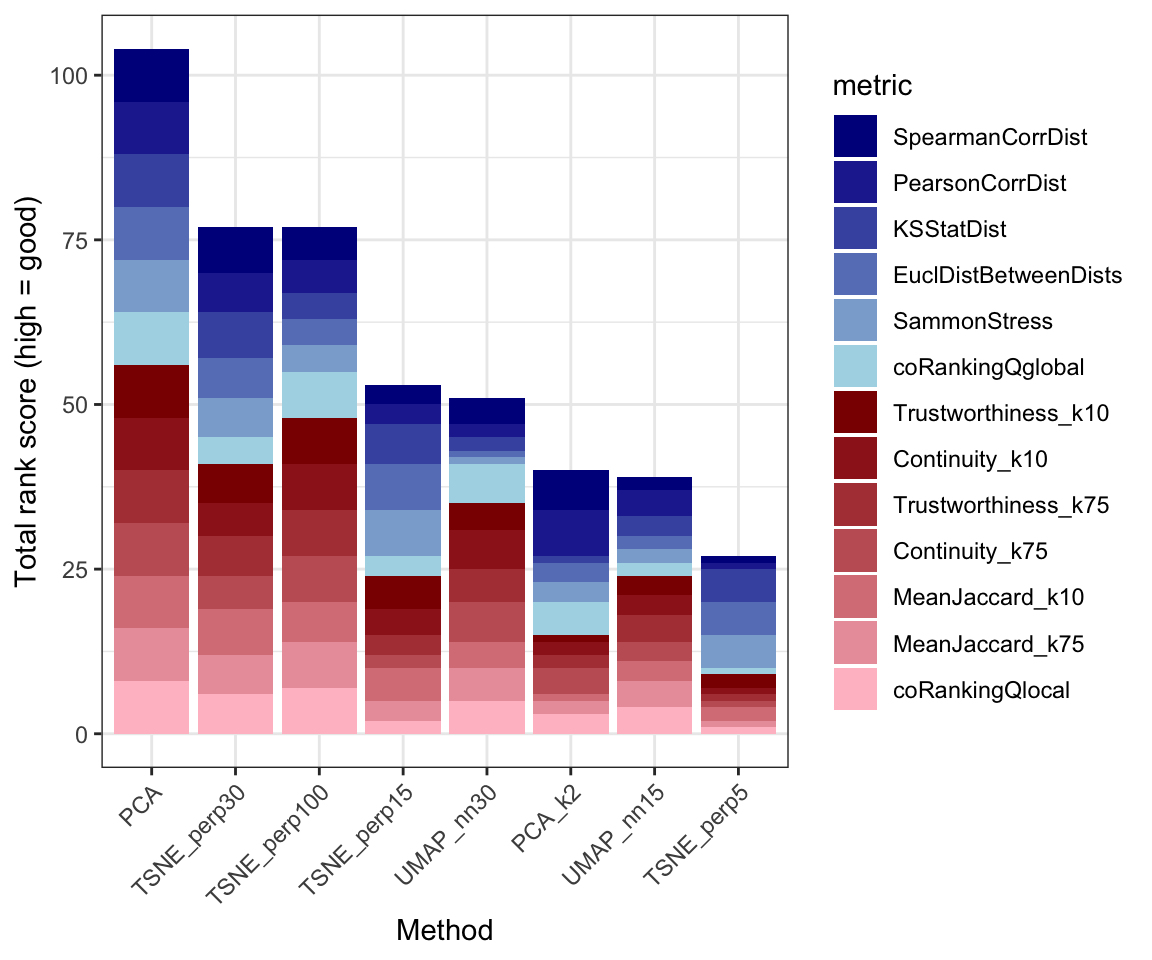 Total rank score (high = good)
100
75
50
25
0
PCA
TSNE_perp30
TSNE_perp100
TSNE_perp15
UMAP_nn30
PCA_k2
UMAP_nn15
TSNE_perp5
Method
metric
SpearmanCorrDist
PearsonCorrDist
KSStatDist
EuclDistBetweenDists
SammonStress
coRankingQglobal
Trustworthiness_k10
Continuity_k10
Trustworthiness_k75
Continuity_k75
MeanJaccard_k10
MeanJaccard_k75
coRankingQlocal